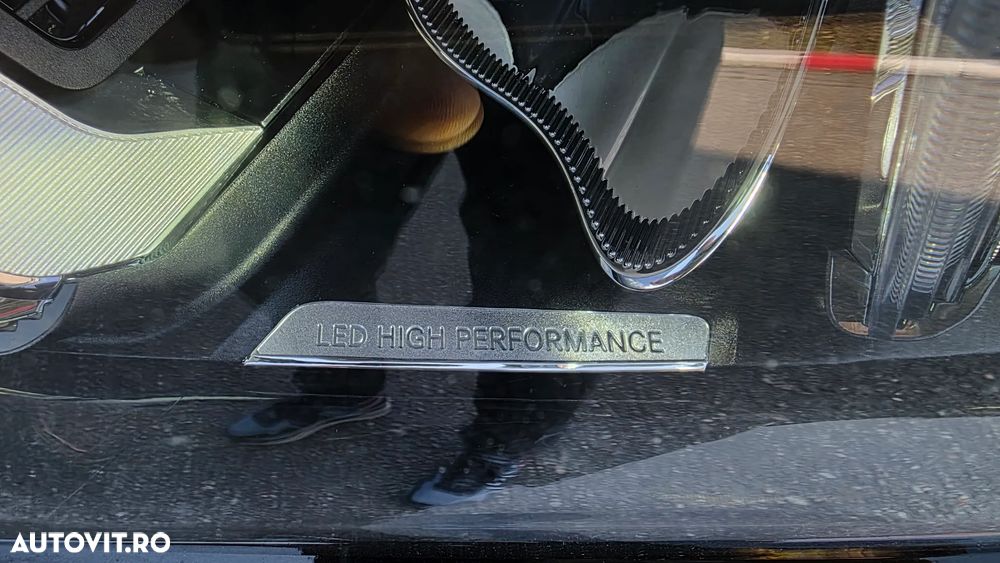 LED HIGH PERFORMANCE
AUTOVIT.RO